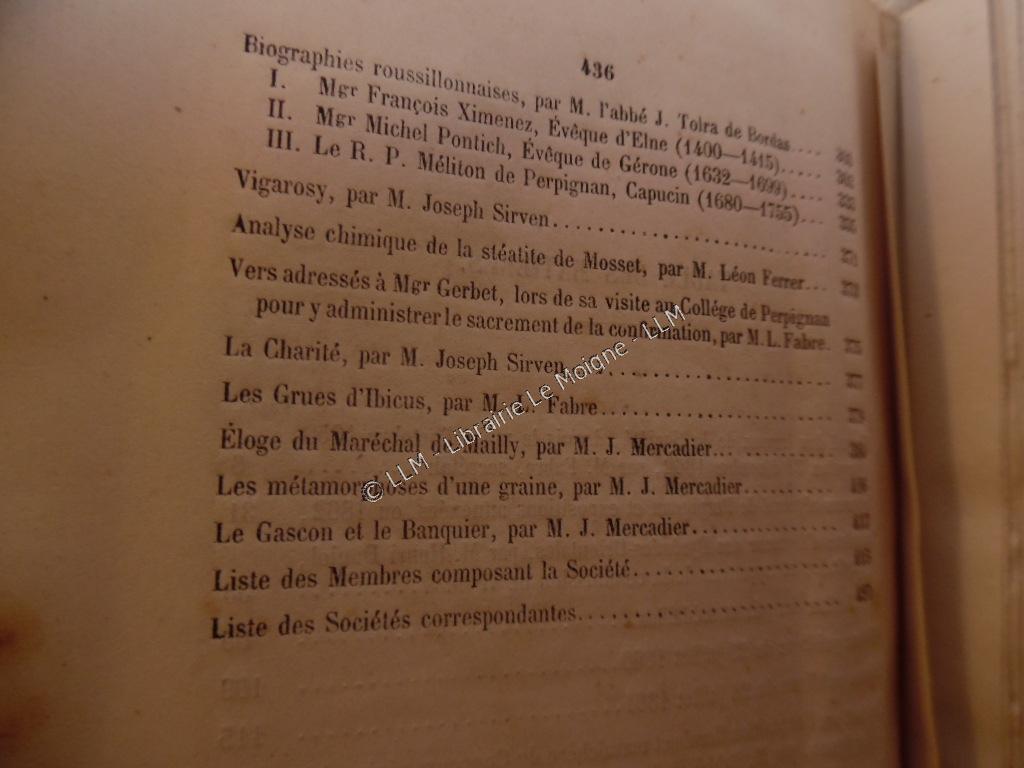 436
Biographies roussillonnaises, par M. l'abbé J. Tolra de Bordas....
I. Mgr François Ximenez, Évêque d'Elne (1400—1415).....
II. Mgr Michel Pontich, Évêque de Gérone (1632—1699)....
III. Le R. P. Méliton de Perpignan, Capucin (1680—1755)...
Vigarosy, par M. Joseph Sirven........................
Analyse chimique de la stéatite de Mosset, par M. Léon Ferrer...
Vers adressés à Mgr Gerbet, lors de sa visite au Collége de Perpignan
pour y administrer le sacrement de la confirmation, par M. L. Fabre.
La Charité, par M. Joseph Sirven........................
Les Grues d'Ibicus, par M. L. Fabre......................
Éloge du Maréchal de Mailly, par M. J. Mercadier..............
Les métamorphoses d'une graine, par M. J. Mercadier..........
Le Gascon et le Banquier, par M. J. Mercadier................
Liste des Membres composant la Société......................
Liste des Sociétés correspondantes..........................
© LLM - Librairie Le Moigne - LLM